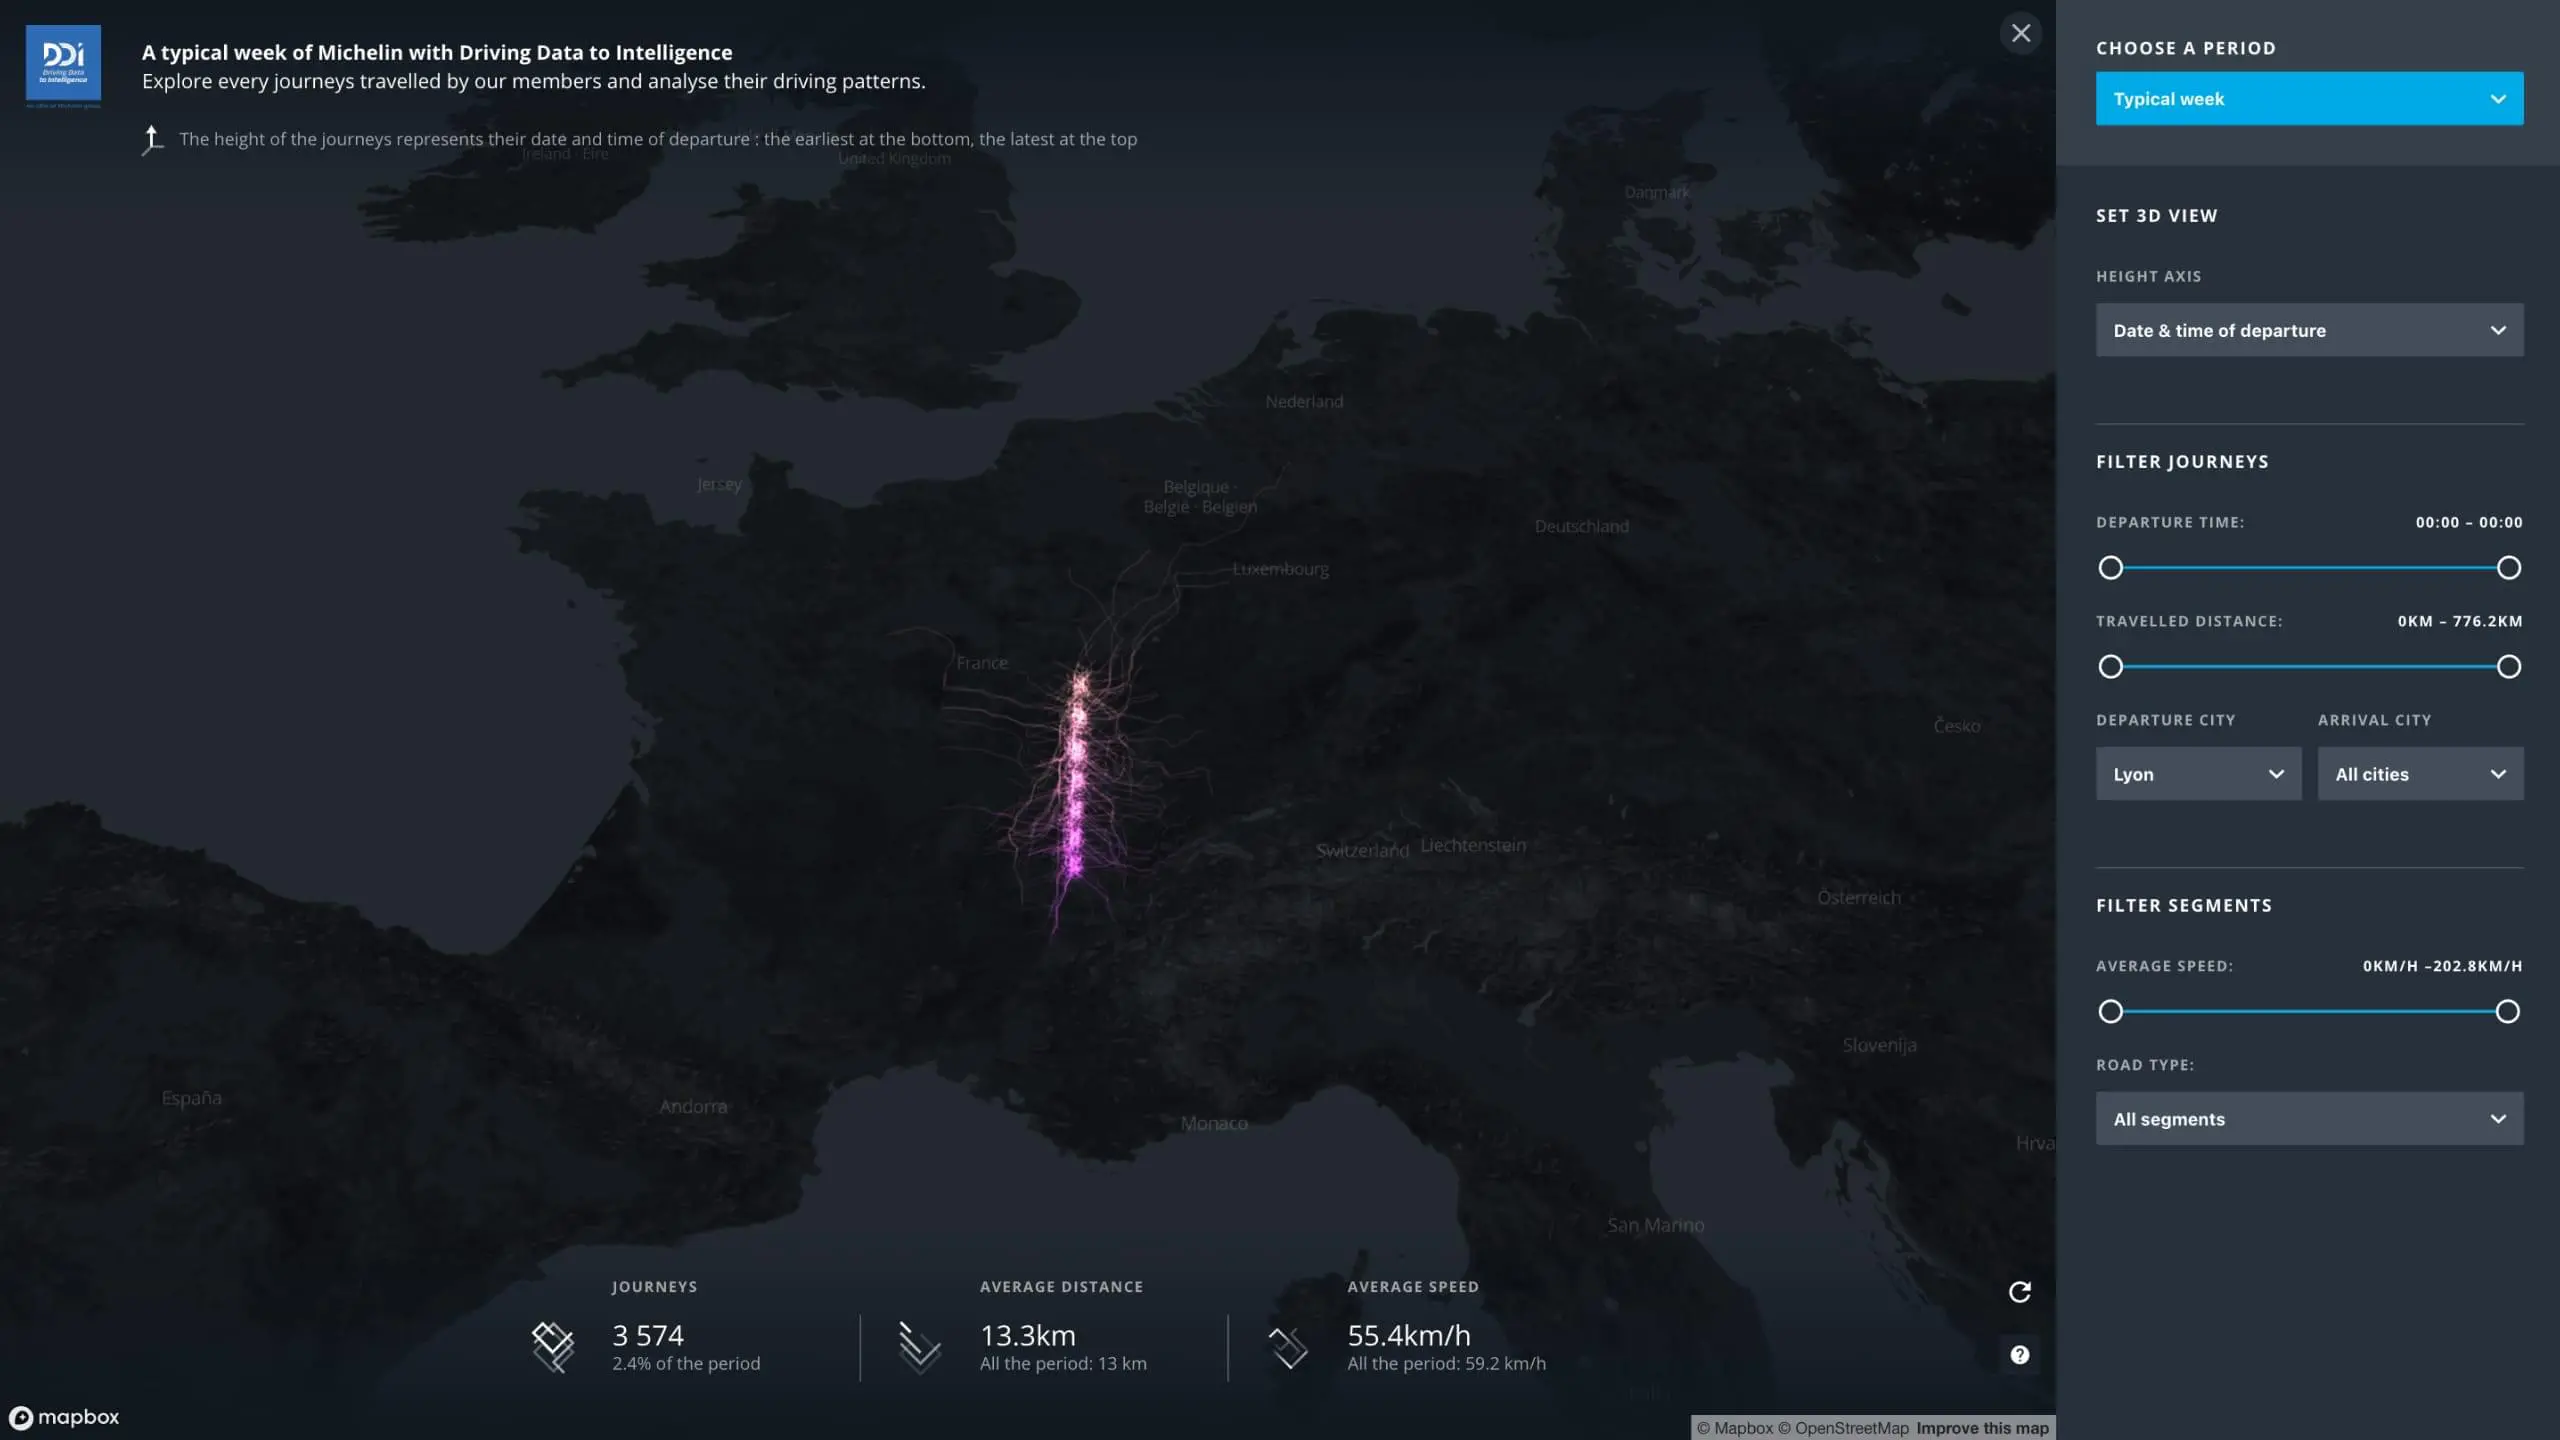 DDi
Driving Data
to Intelligence
A typical week of Michelin with Driving Data to Intelligence
Explore every journeys travelled by our members and analyse their driving patterns.
The height of the journeys represents their date and time of departure : the earliest at the bottom, the latest at the top
Ireland · Éire
United Kingdom
Danmark
Nederland
Jersey
Belgique ·
België · Belgien
Deutschland
Luxembourg
France
Česko
Switzerland
Liechtenstein
Österreich
Slovenija
España
Andorra
Monaco
Hrva
San Marino
JOURNEYS
3 574
2.4% of the period
AVERAGE DISTANCE
13.3km
All the period: 13 km
AVERAGE SPEED
55.4km/h
All the period: 59.2 km/h
mapbox
© Mapbox © OpenStreetMap Improve this map
CHOOSE A PERIOD
Typical week
SET 3D VIEW
HEIGHT AXIS
Date & time of departure
FILTER JOURNEYS
DEPARTURE TIME: 00:00 – 00:00
TRAVELLED DISTANCE: 0KM – 776.2KM
DEPARTURE CITY ARRIVAL CITY
Lyon All cities
FILTER SEGMENTS
AVERAGE SPEED: 0KM/H –202.8KM/H
ROAD TYPE:
All segments